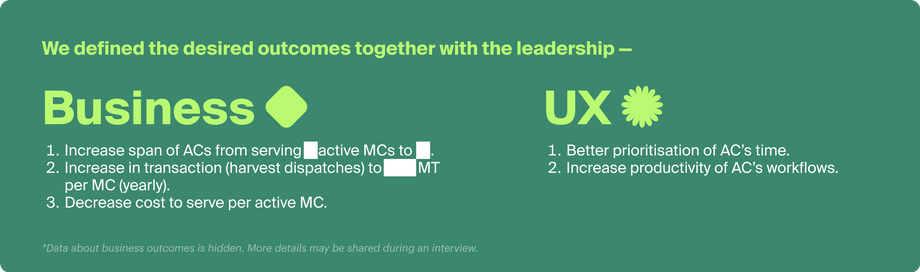 We defined the desired outcomes together with the leadership —
Business
1. Increase span of ACs from serving active MCs to .
2. Increase in transaction (harvest dispatches) to MT
per MC (yearly).
3. Decrease cost to serve per active MC.
UX
1. Better prioritisation of AC’s time.
2. Increase productivity of AC’s workflows.
*Data about business outcomes is hidden. More details may be shared during an interview.